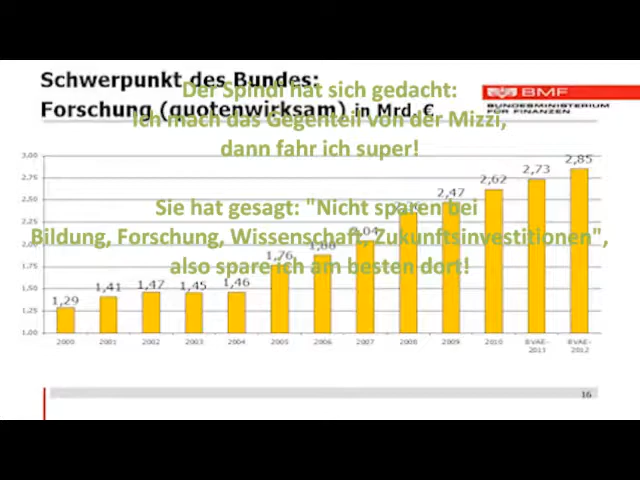 Schwerpunkt des Bundes:
Forschung (quotenwirksam) in Mrd. €
BMF
BUNDESMINISTERIUM
FÜR FINANZEN
Der Spindi hat sich gedacht:
Ich mach das Gegenteil von der Mizzi,
dann fahr ich super!
Sie hat gesagt: "Nicht sparen bei
Bildung, Forschung, Wissenschaft, Zukunftsinvestitionen",
also spare ich am besten dort!
3,00
2,75
2,50
2,25
2,00
1,75
1,50
1,25
1,00
1,29
1,41
1,47
1,45
1,46
1,76
1,88
2,04
2,36
2,47
2,62
2,73
2,85
2000
2001
2002
2003
2004
2005
2006
2007
2008
2009
2010
BVAE-
2011
BVAE-
2012
16